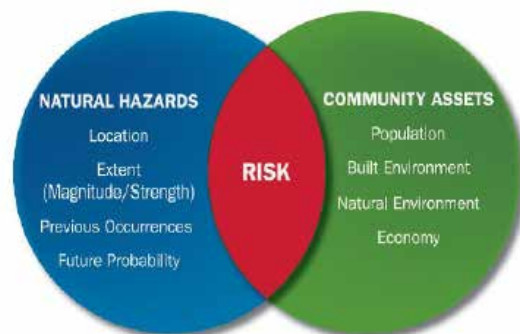 NATURAL HAZARDS
Location
Extent
(Magnitude/Strength)
Previous Occurrences
Future Probability
RISK
COMMUNITY ASSETS
Population
Built Environment
Natural Environment
Economy